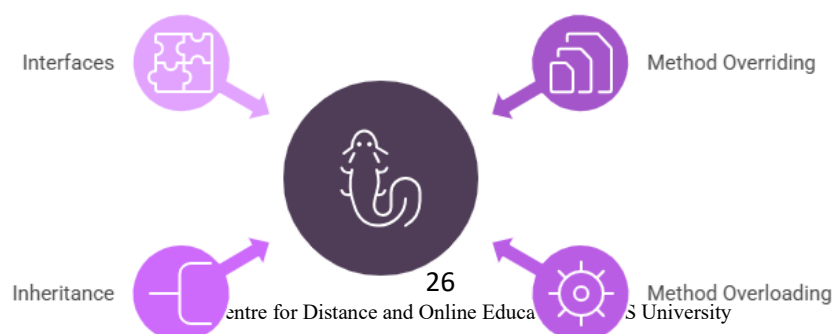 Interfaces
Method Overriding
Inheritance
26
Method Overloading
entre for Distance and Online Educa
S University